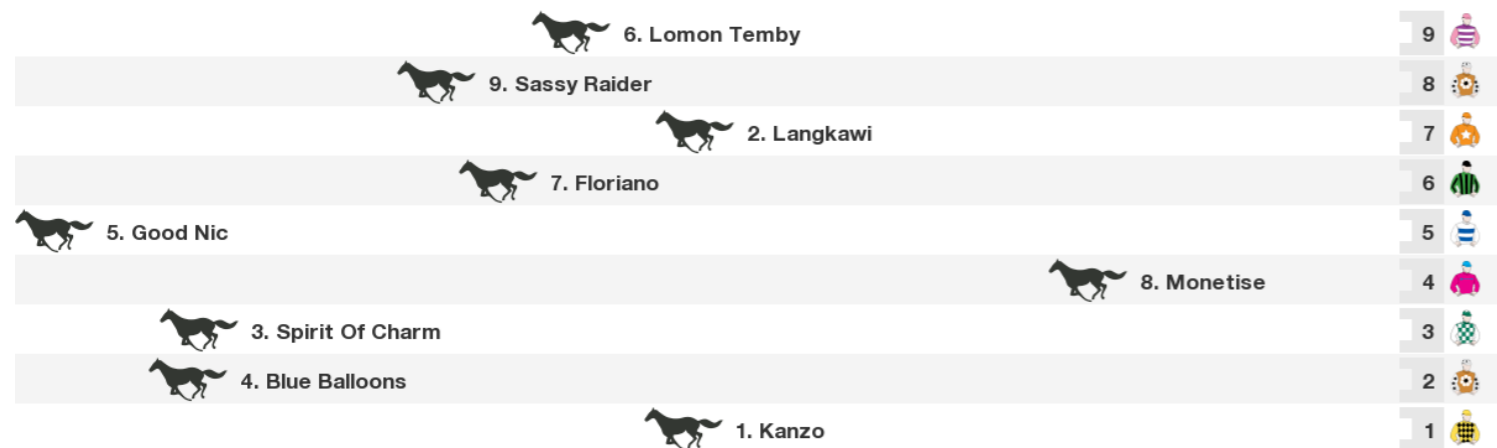 6. Lomon Temby 9
9. Sassy Raider 8
2. Langkawi 7
7. Floriano 6
5. Good Nic 5
8. Monetise 4
3. Spirit Of Charm 3
4. Blue Balloons 2
1. Kanzo 1